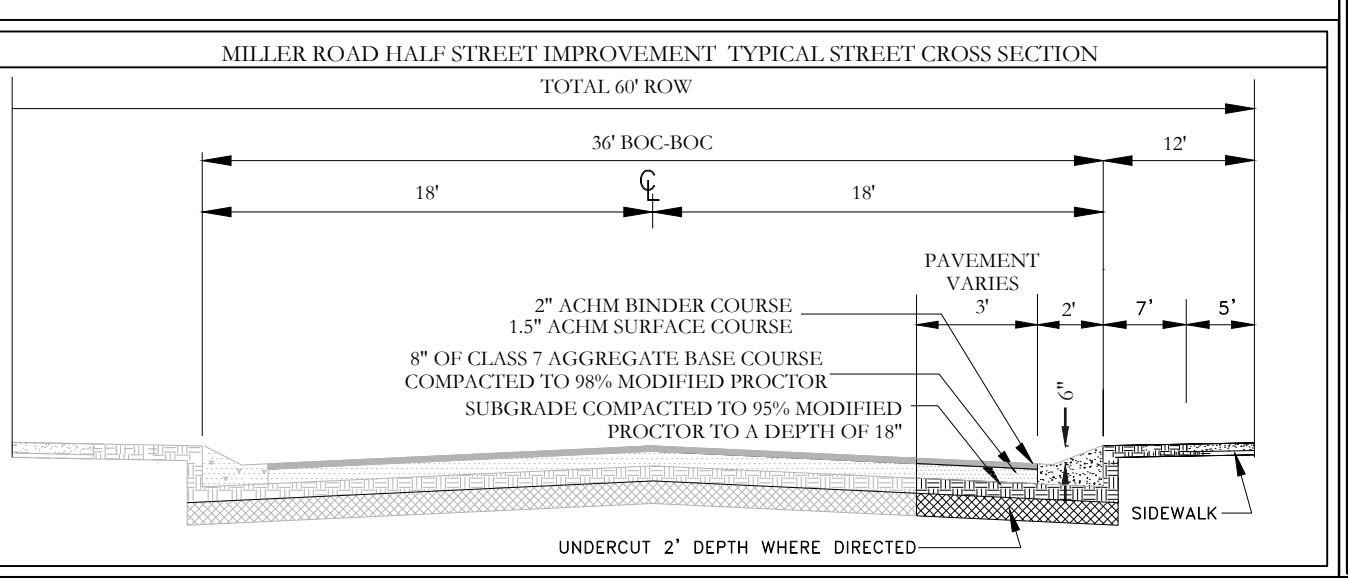 MILLER ROAD HALF STREET IMPROVEMENT TYPICAL STREET CROSS SECTION
TOTAL 60' ROW
36' BOC-BOC
12'
18'
℄
18'
PAVEMENT
VARIES
3'
2'
7'
5'
2" ACHM BINDER COURSE
1.5" ACHM SURFACE COURSE
8" OF CLASS 7 AGGREGATE BASE COURSE
COMPACTED TO 98% MODIFIED PROCTOR
SUBGRADE COMPACTED TO 95% MODIFIED
PROCTOR TO A DEPTH OF 18"
6"
SIDEWALK
UNDERCUT 2' DEPTH WHERE DIRECTED